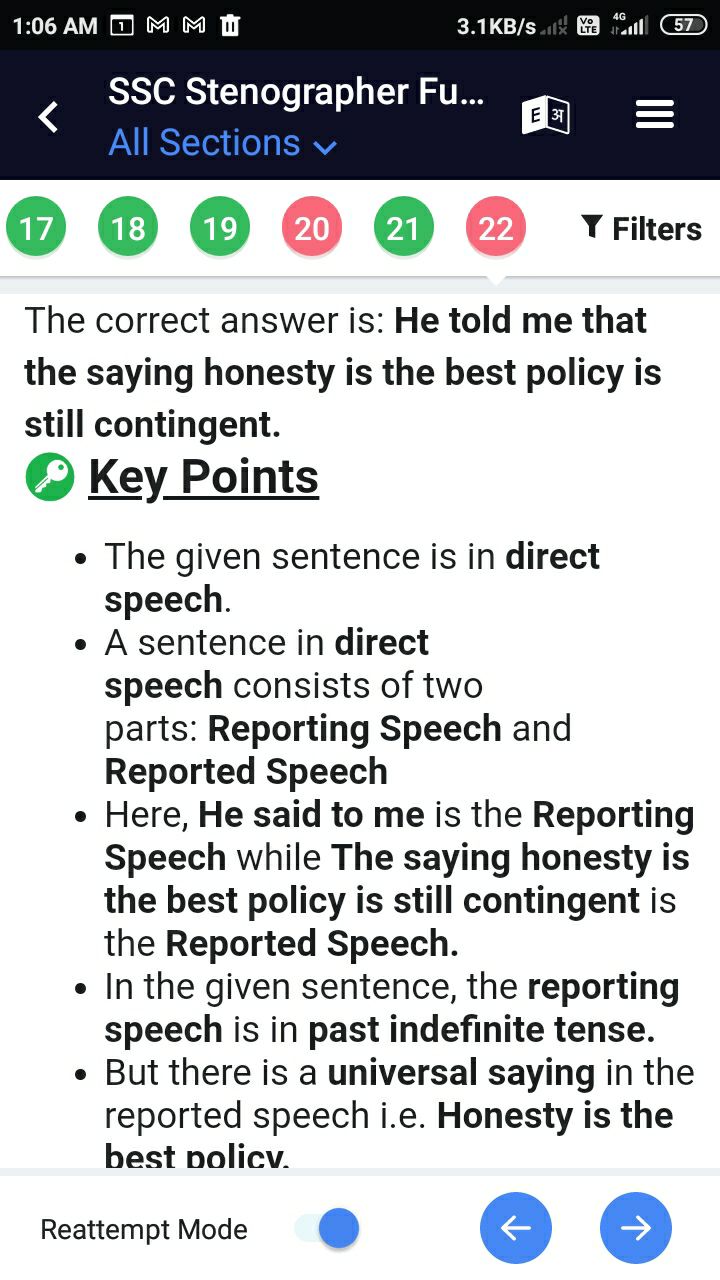 1:06 AM 1 3.1KB/s Vo LTE 4G 57
SSC Stenographer Fu...
E अ
All Sections
17 18 19 20 21 22 Filters
The correct answer is: He told me that
the saying honesty is the best policy is
still contingent.
Key Points
• The given sentence is in direct
speech.
• A sentence in direct
speech consists of two
parts: Reporting Speech and
Reported Speech
• Here, He said to me is the Reporting
Speech while The saying honesty is
the best policy is still contingent is
the Reported Speech.
• In the given sentence, the reporting
speech is in past indefinite tense.
• But there is a universal saying in the
reported speech i.e. Honesty is the
best policy.
Reattempt Mode